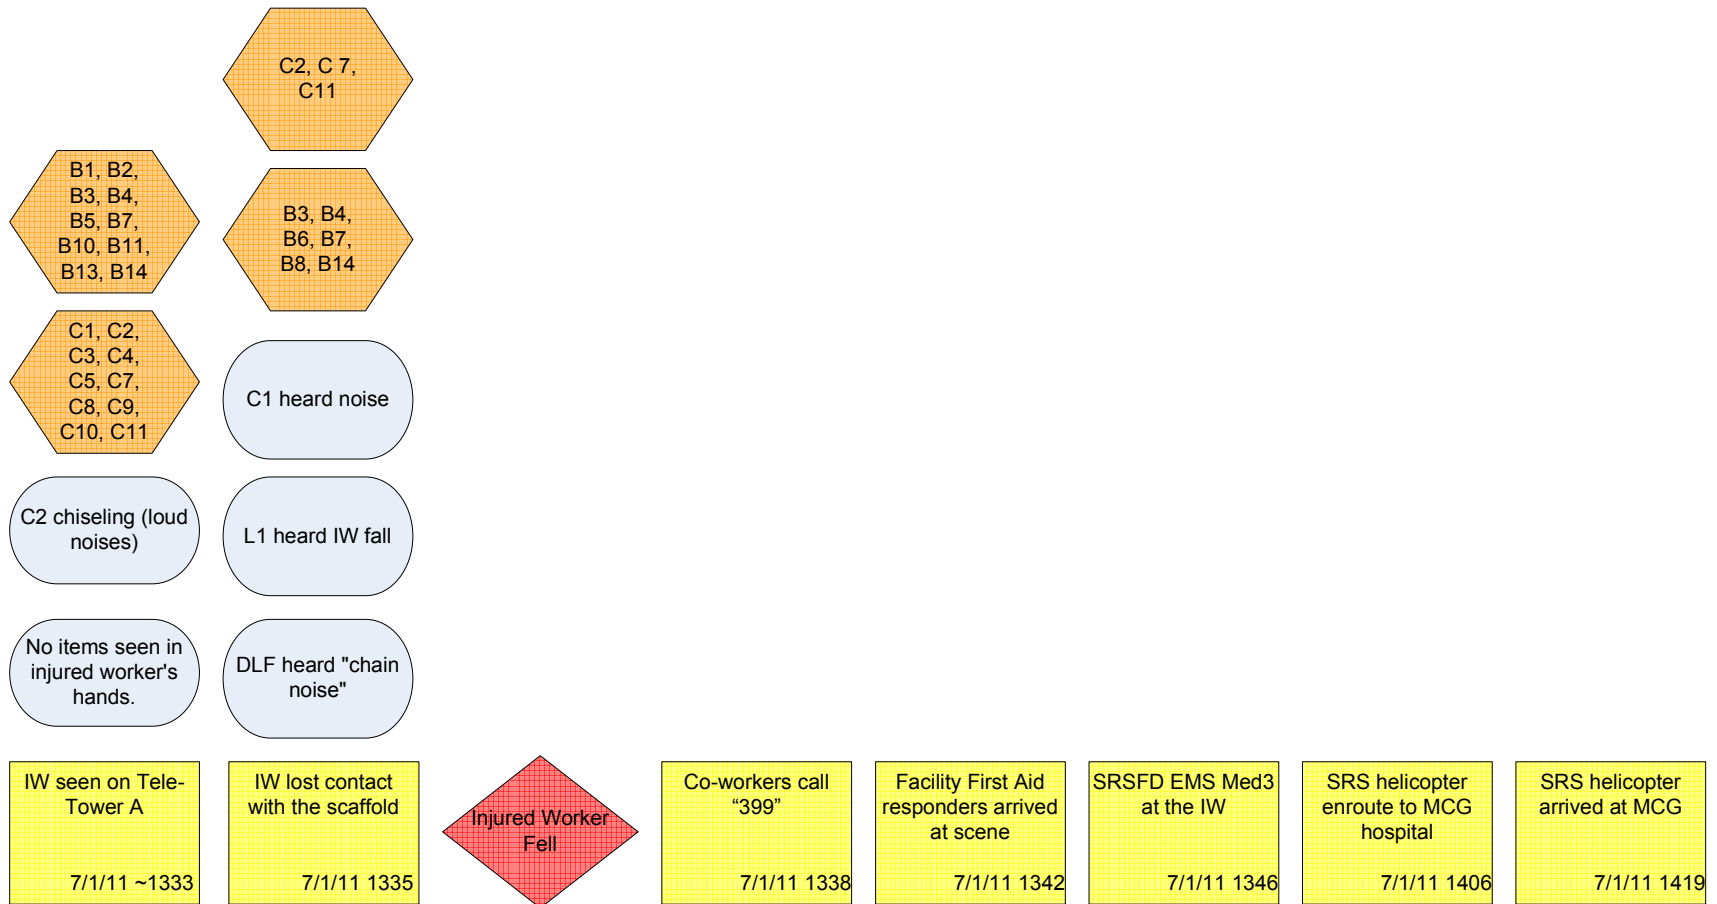 C2, C 7,
C11
B1, B2,
B3, B4,
B5, B7,
B10, B11,
B13, B14
B3, B4,
B6, B7,
B8, B14
C1, C2,
C3, C4,
C5, C7,
C8, C9,
C10, C11
C1 heard noise
C2 chiseling (loud
noises)
L1 heard IW fall
No items seen in
injured worker's
hands.
DLF heard "chain
noise"
IW seen on Tele-
Tower A
7/1/11 ~1333
IW lost contact
with the scaffold
7/1/11 1335
Injured Worker
Fell
Co-workers call
“399”
7/1/11 1338
Facility First Aid
responders arrived
at scene
7/1/11 1342
SRSFD EMS Med3
at the IW
7/1/11 1346
SRS helicopter
enroute to MCG
hospital
7/1/11 1406
SRS helicopter
arrived at MCG
7/1/11 1419